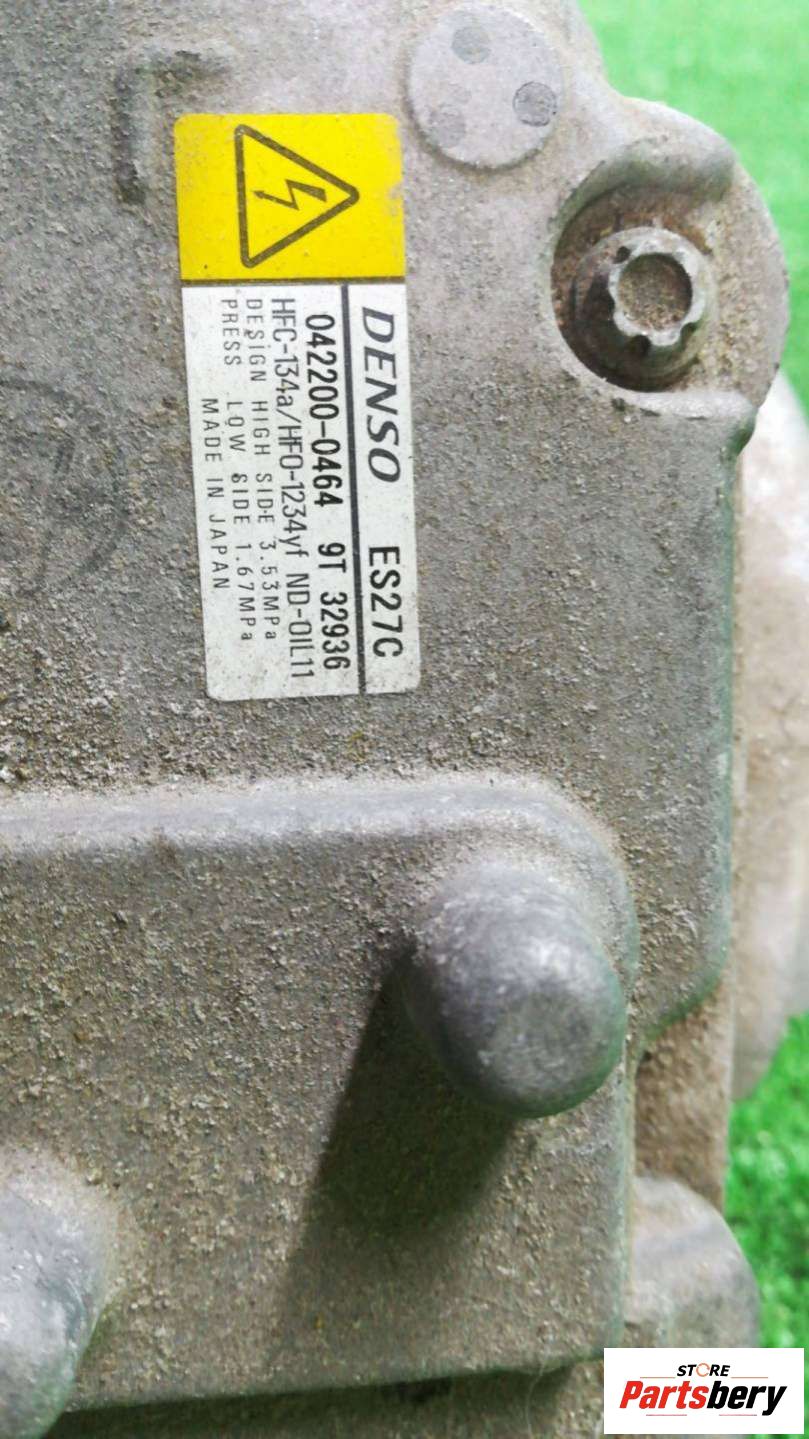 DENSO ES27C
042200-0464 9T 32936
HFC-134a/HFO-1234yf ND-OIL11
DESIGN HIGH SIDE 3.53MPa
PRESS LOW SIDE 1.67MPa
MADE IN JAPAN
STORE
Partsbery